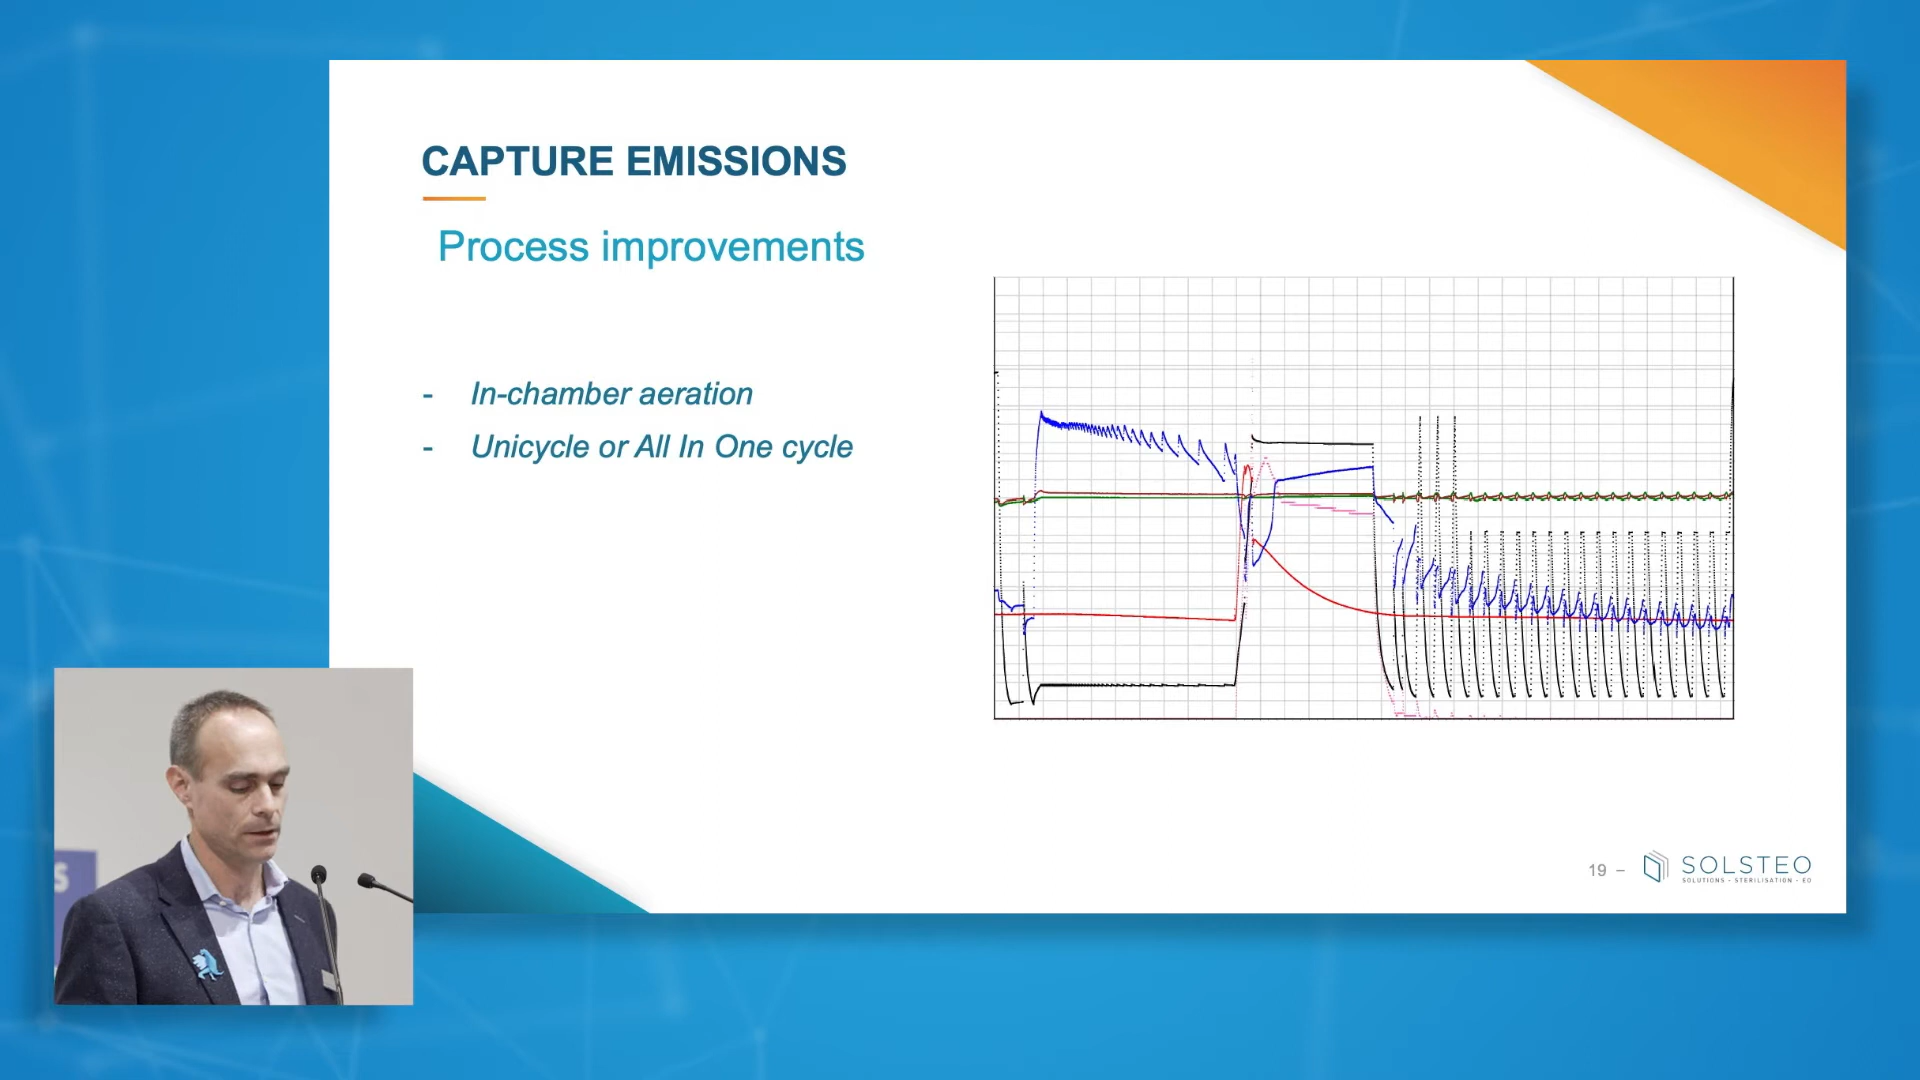 CAPTURE EMISSIONS
Process improvements
- In-chamber aeration
- Unicycle or All In One cycle
S
19 –
SOLSTEO
SOLUTIONS - STERILISATION - EO